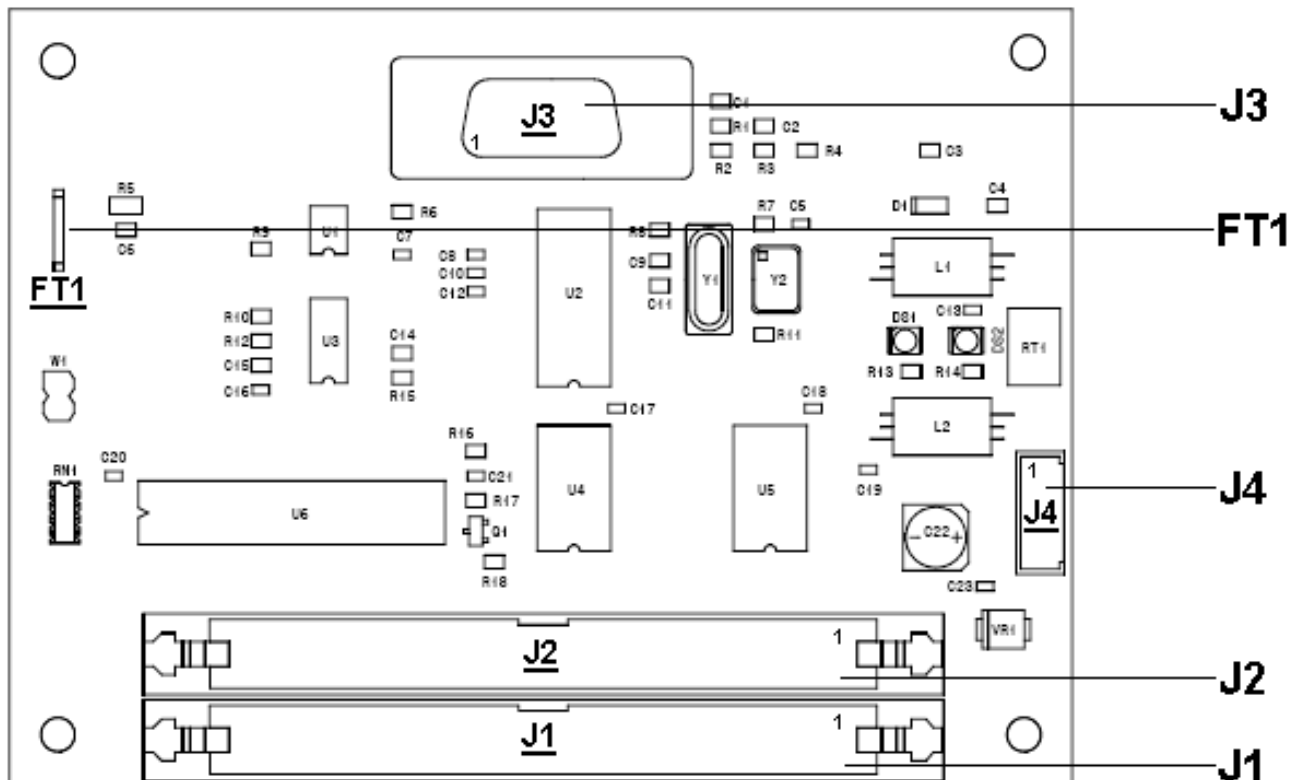 C1
J3
1
J3
R1
C2
R2
R3
R4
C3
R5
C6
R9
U1
R6
C7
C8
C10
C12
U2
R8
C9
C11
Y1
R7
C5
Y2
R11
D1
C4
L1
FT1
FT1
R10
R12
C15
C16
U3
C14
R15
DS1
C13
DS2
RT1
R13
R14
W1
C17
C18
L2
RN1
C20
U6
R16
C21
R17
Q1
R18
U4
U5
C19
- C22 +
1
J4
J4
C23
VR1
J2
1
J2
J1
1
J1